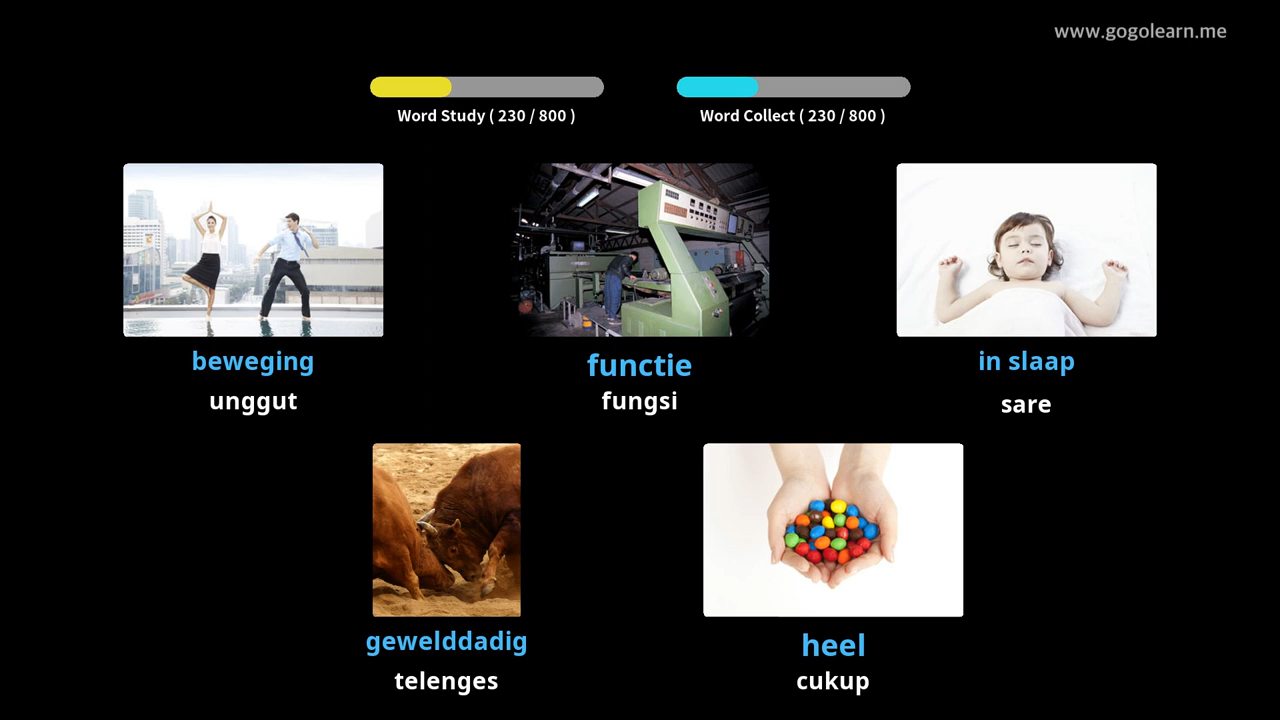 www.gogolearn.me
Word Study ( 230 / 800 )
Word Collect ( 230 / 800 )
beweging
unggut
functie
fungsi
in slaap
sare
gewelddadig
telenges
heel
cukup